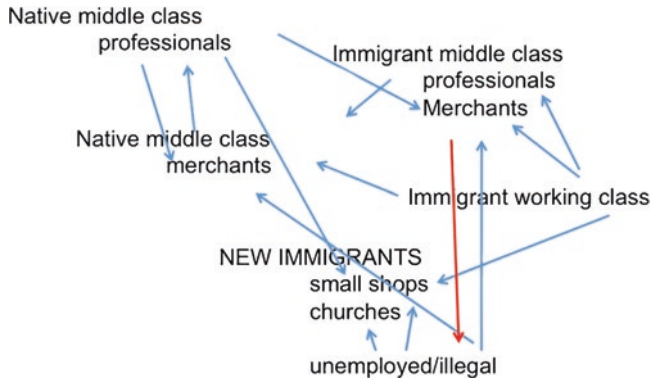 Native middle class
professionals
Immigrant middle class
professionals
Merchants
Native middle class
merchants
Immigrant working class
NEW IMMIGRANTS
small shops
churches
unemployed/illegal